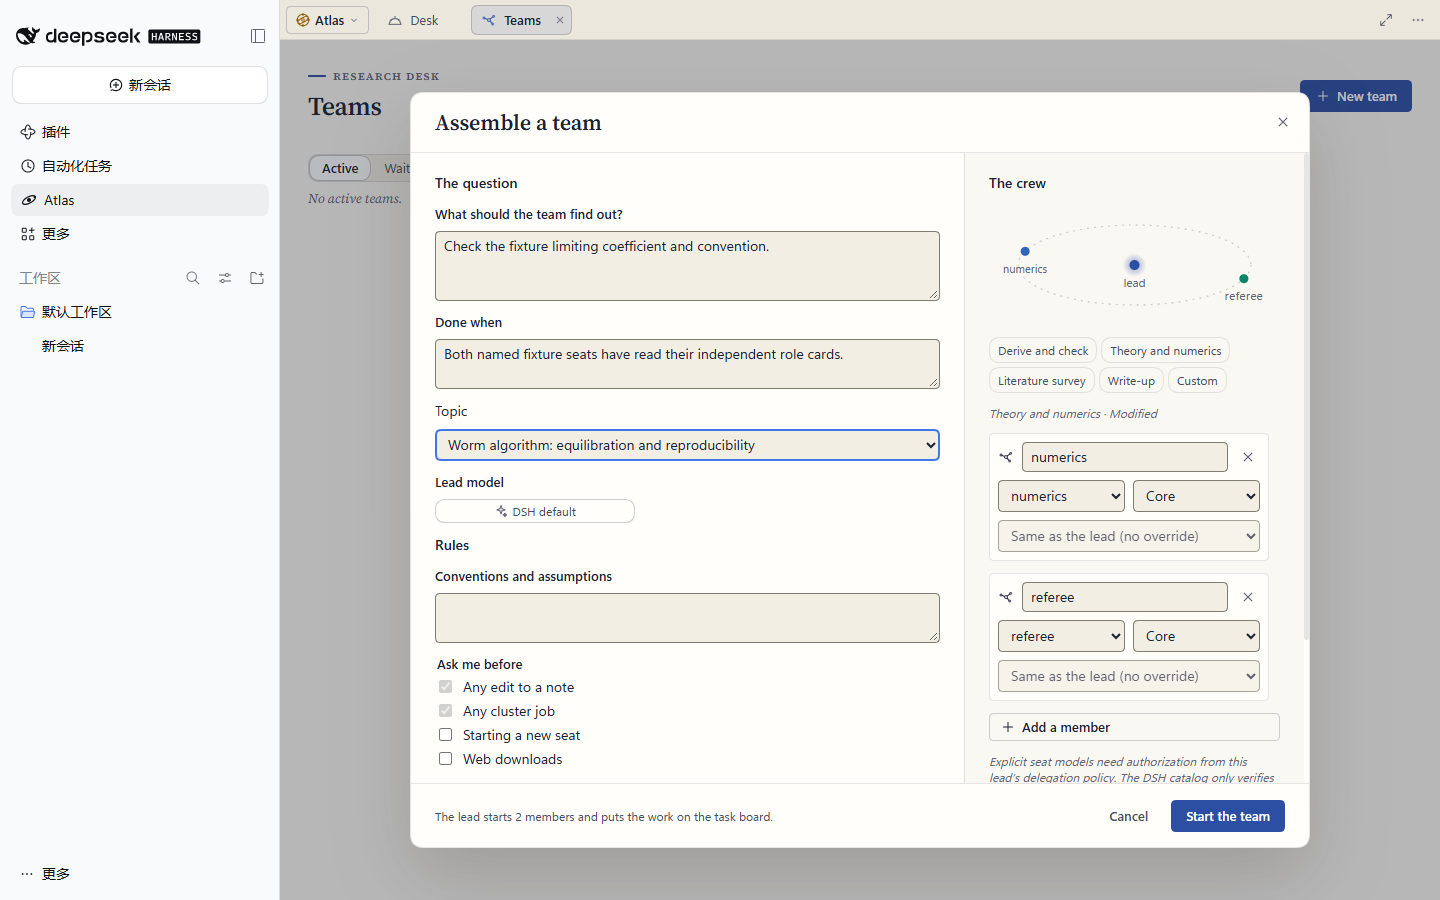 deepseek HARNESS
新会话
插件
自动化任务
Atlas
更多
工作区
默认工作区
新会话
更多
Atlas
Desk
Teams
RESEARCH DESK
Teams
New team
Active
Wait
No active teams.
Assemble a team
The question
What should the team find out?
Check the fixture limiting coefficient and convention.
Done when
Both named fixture seats have read their independent role cards.
Topic
Worm algorithm: equilibration and reproducibility
Lead model
DSH default
Rules
Conventions and assumptions
Ask me before
Any edit to a note
Any cluster job
Starting a new seat
Web downloads
The crew
numerics
lead
referee
Derive and check
Theory and numerics
Literature survey
Write-up
Custom
Theory and numerics · Modified
numerics
numerics
Core
Same as the lead (no override)
referee
referee
Core
Same as the lead (no override)
Add a member
Explicit seat models need authorization from this
lead's delegation policy. The DSH catalog only verifies
The lead starts 2 members and puts the work on the task board.
Cancel
Start the team